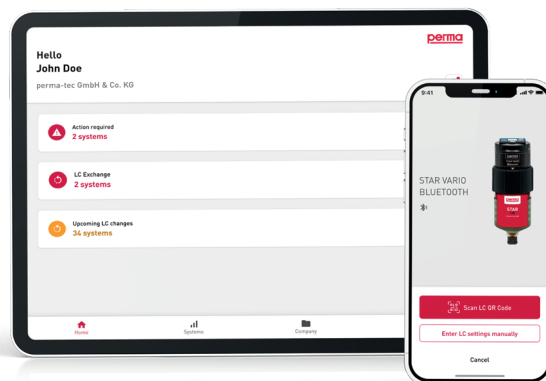 perma
Hello
John Doe
perma-tec GmbH & Co. KG
Action required
2 systems
LC Exchange
2 systems
Upcoming LC changes
34 systems
Home
Systems
Company
9:41
STAR VARIO
BLUETOOTH
perma
STAR
Scan LC QR Code
Enter LC settings manually
Cancel